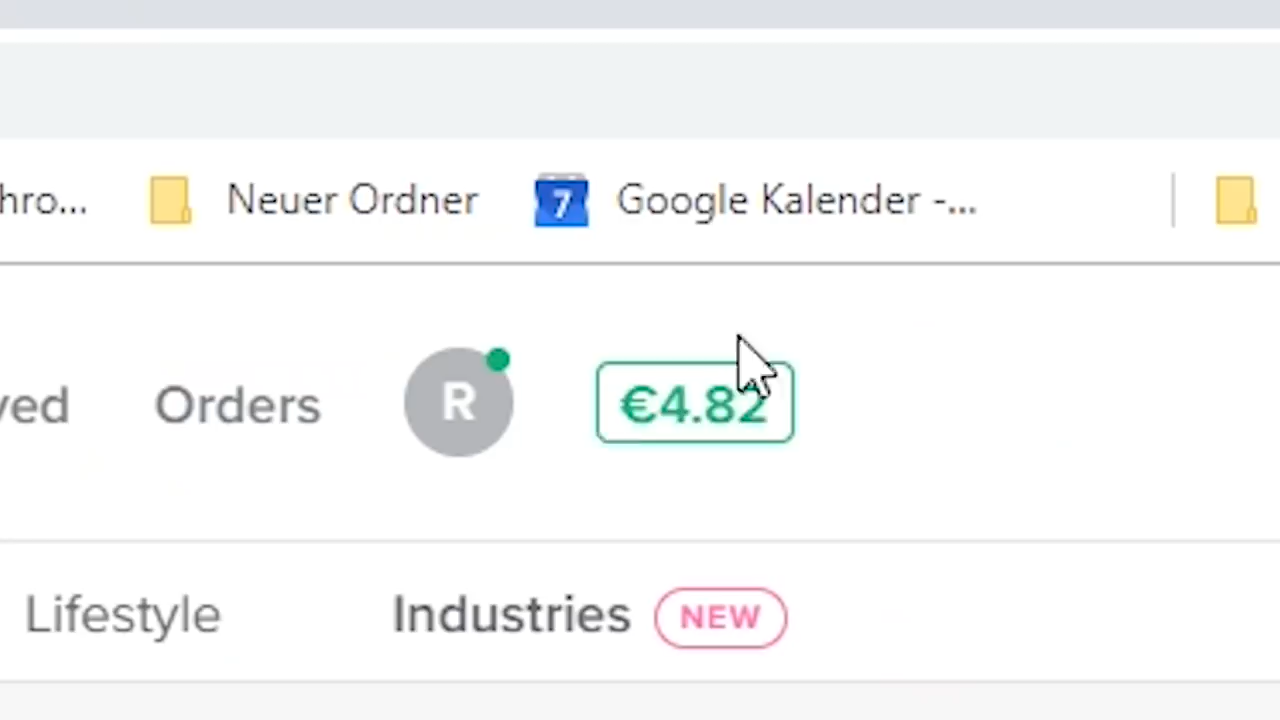 hro... Neuer Ordner 7 Google Kalender -...
ved Orders R €4.82
Lifestyle Industries NEW